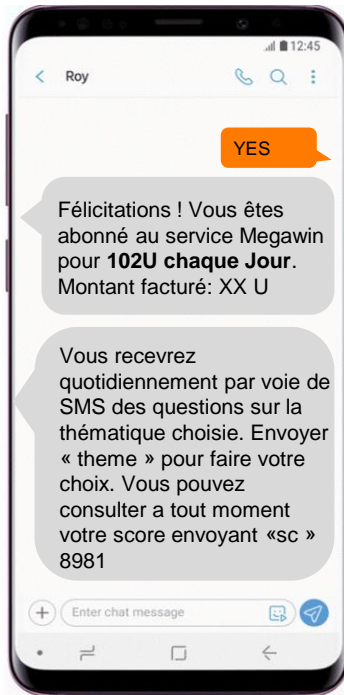 12:45
Roy
YES
Félicitations ! Vous êtes
abonné au service Megawin
pour 102U chaque Jour.
Montant facturé: XX U
Vous recevrez
quotidiennement par voie de
SMS des questions sur la
thématique choisie. Envoyer
« theme » pour faire votre
choix. Vous pouvez
consulter a tout moment
votre score envoyant «sc »
8981
Enter chat message